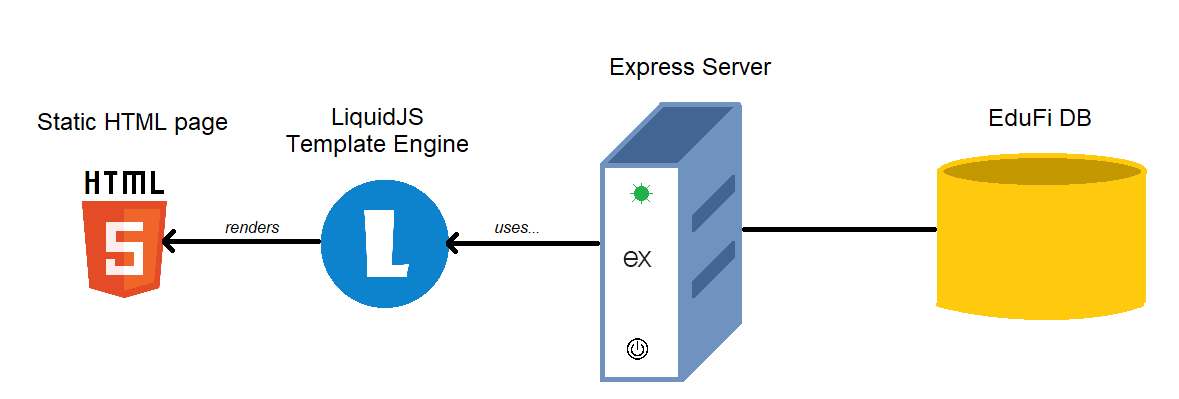 Static HTML page
HTML
5
renders
LiquidJS
Template Engine
L
uses...
Express Server
ex
EduFi DB